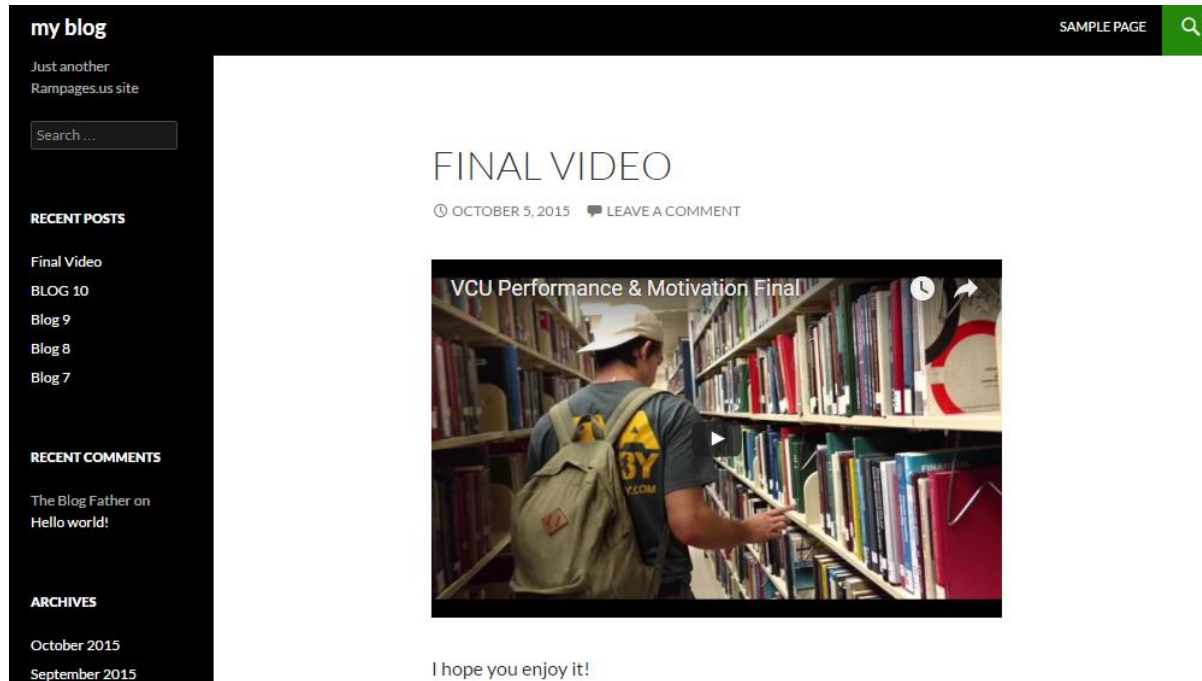 my blog
SAMPLE PAGE
Just another
Rampages.us site
Search ...
RECENT POSTS
Final Video
BLOG 10
Blog 9
Blog 8
Blog 7
RECENT COMMENTS
The Blog Father on
Hello world!
ARCHIVES
October 2015
September 2015
FINAL VIDEO
OCTOBER 5, 2015 LEAVE A COMMENT
VCU Performance & Motivation Final
FINANCIAL
I hope you enjoy it!